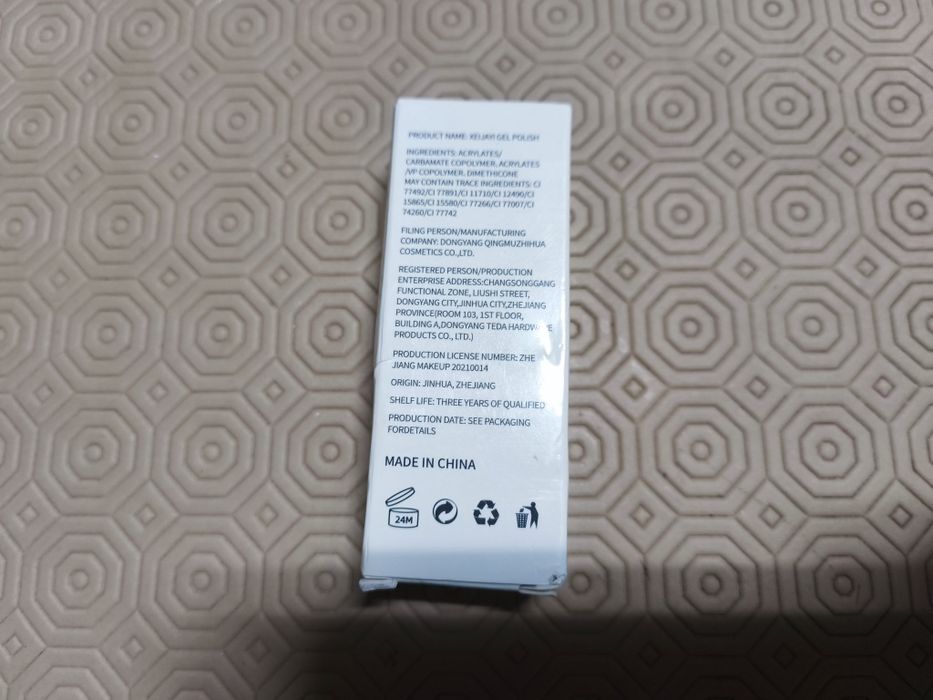 PRODUCT NAME: XEIJAYI GEL POLISH
INGREDIENTS: ACRYLATES/
CARBAMATE COPOLYMER, ACRYLATES
/VP COPOLYMER, DIMETHICONE
MAY CONTAIN TRACE INGREDIENTS: CI
77492/CI 77891/CI 11710/CI 12490/CI
15865/CI 15580/CI 77266/CI 77007/CI
74260/CI 77742
FILING PERSON/MANUFACTURING
COMPANY: DONGYANG QINGMUZHIHUA
COSMETICS CO.,LTD.
REGISTERED PERSON/PRODUCTION
ENTERPRISE ADDRESS:CHANGSONGGANG
FUNCTIONAL ZONE, LIUSHI STREET,
DONGYANG CITY,JINHUA CITY,ZHEJIANG
PROVINCE(ROOM 103, 1ST FLOOR,
BUILDING A,DONGYANG TEDA HARDWARE
PRODUCTS CO., LTD.)
PRODUCTION LICENSE NUMBER: ZHE
JIANG MAKEUP 20210014
ORIGIN: JINHUA, ZHEJIANG
SHELF LIFE: THREE YEARS OF QUALIFIED
PRODUCTION DATE: SEE PACKAGING
FORDETAILS
MADE IN CHINA
24M